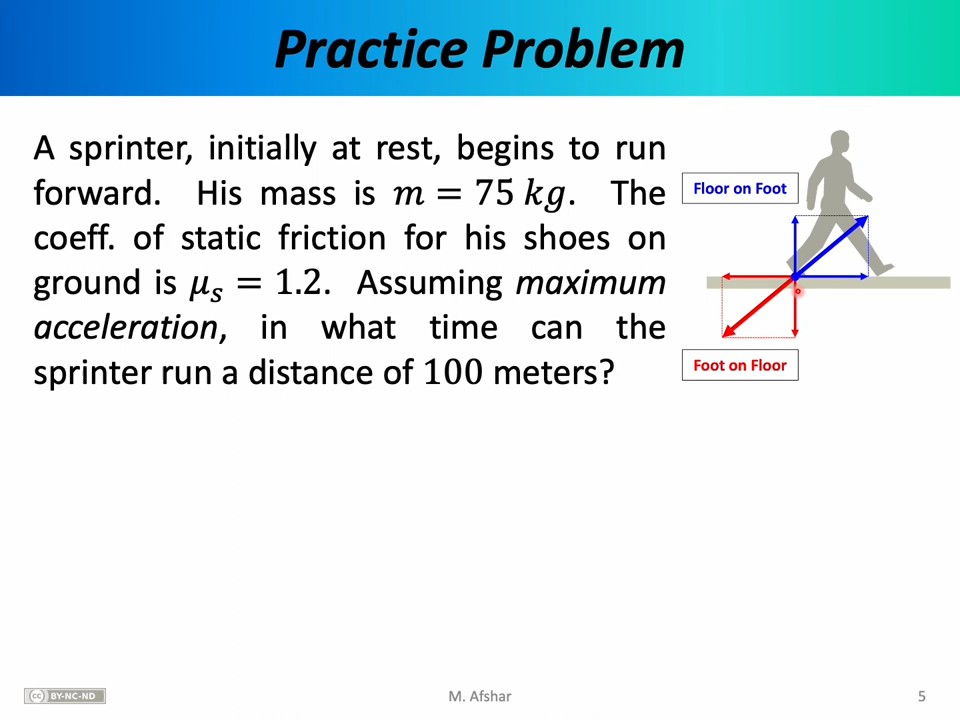 Practice Problem
A sprinter, initially at rest, begins to run
forward. His mass is m = 75 kg. The
coeff. of static friction for his shoes on
ground is μₛ = 1.2. Assuming maximum
acceleration, in what time can the
sprinter run a distance of 100 meters?
Floor on Foot
Foot on Floor
cc BY-NC-ND
M. Afshar
5